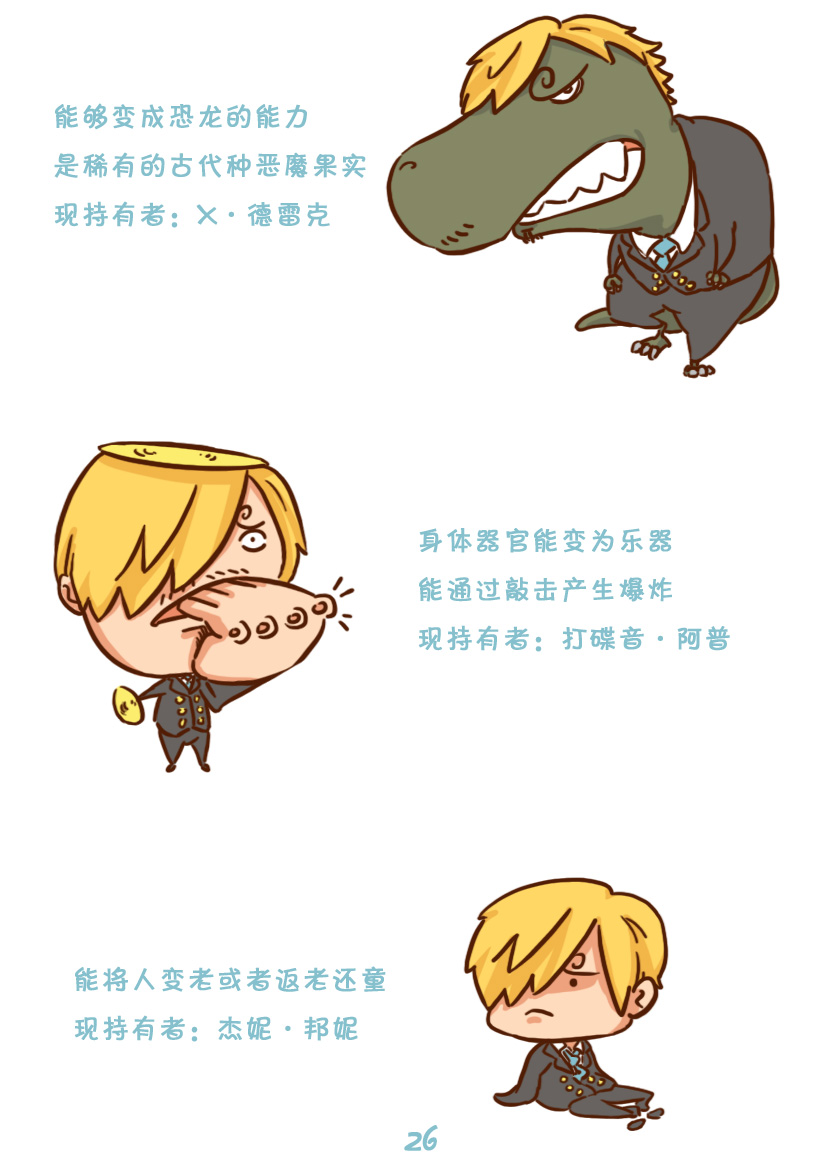 能够变成恐龙的能力
是稀有的古代种恶魔果实
现持有者：X·德雷克
身体器官能变为乐器
能通过敲击产生爆炸
现持有者：打碟音·阿普
能将人变老或者返老还童
现持有者：杰妮·邦妮
26